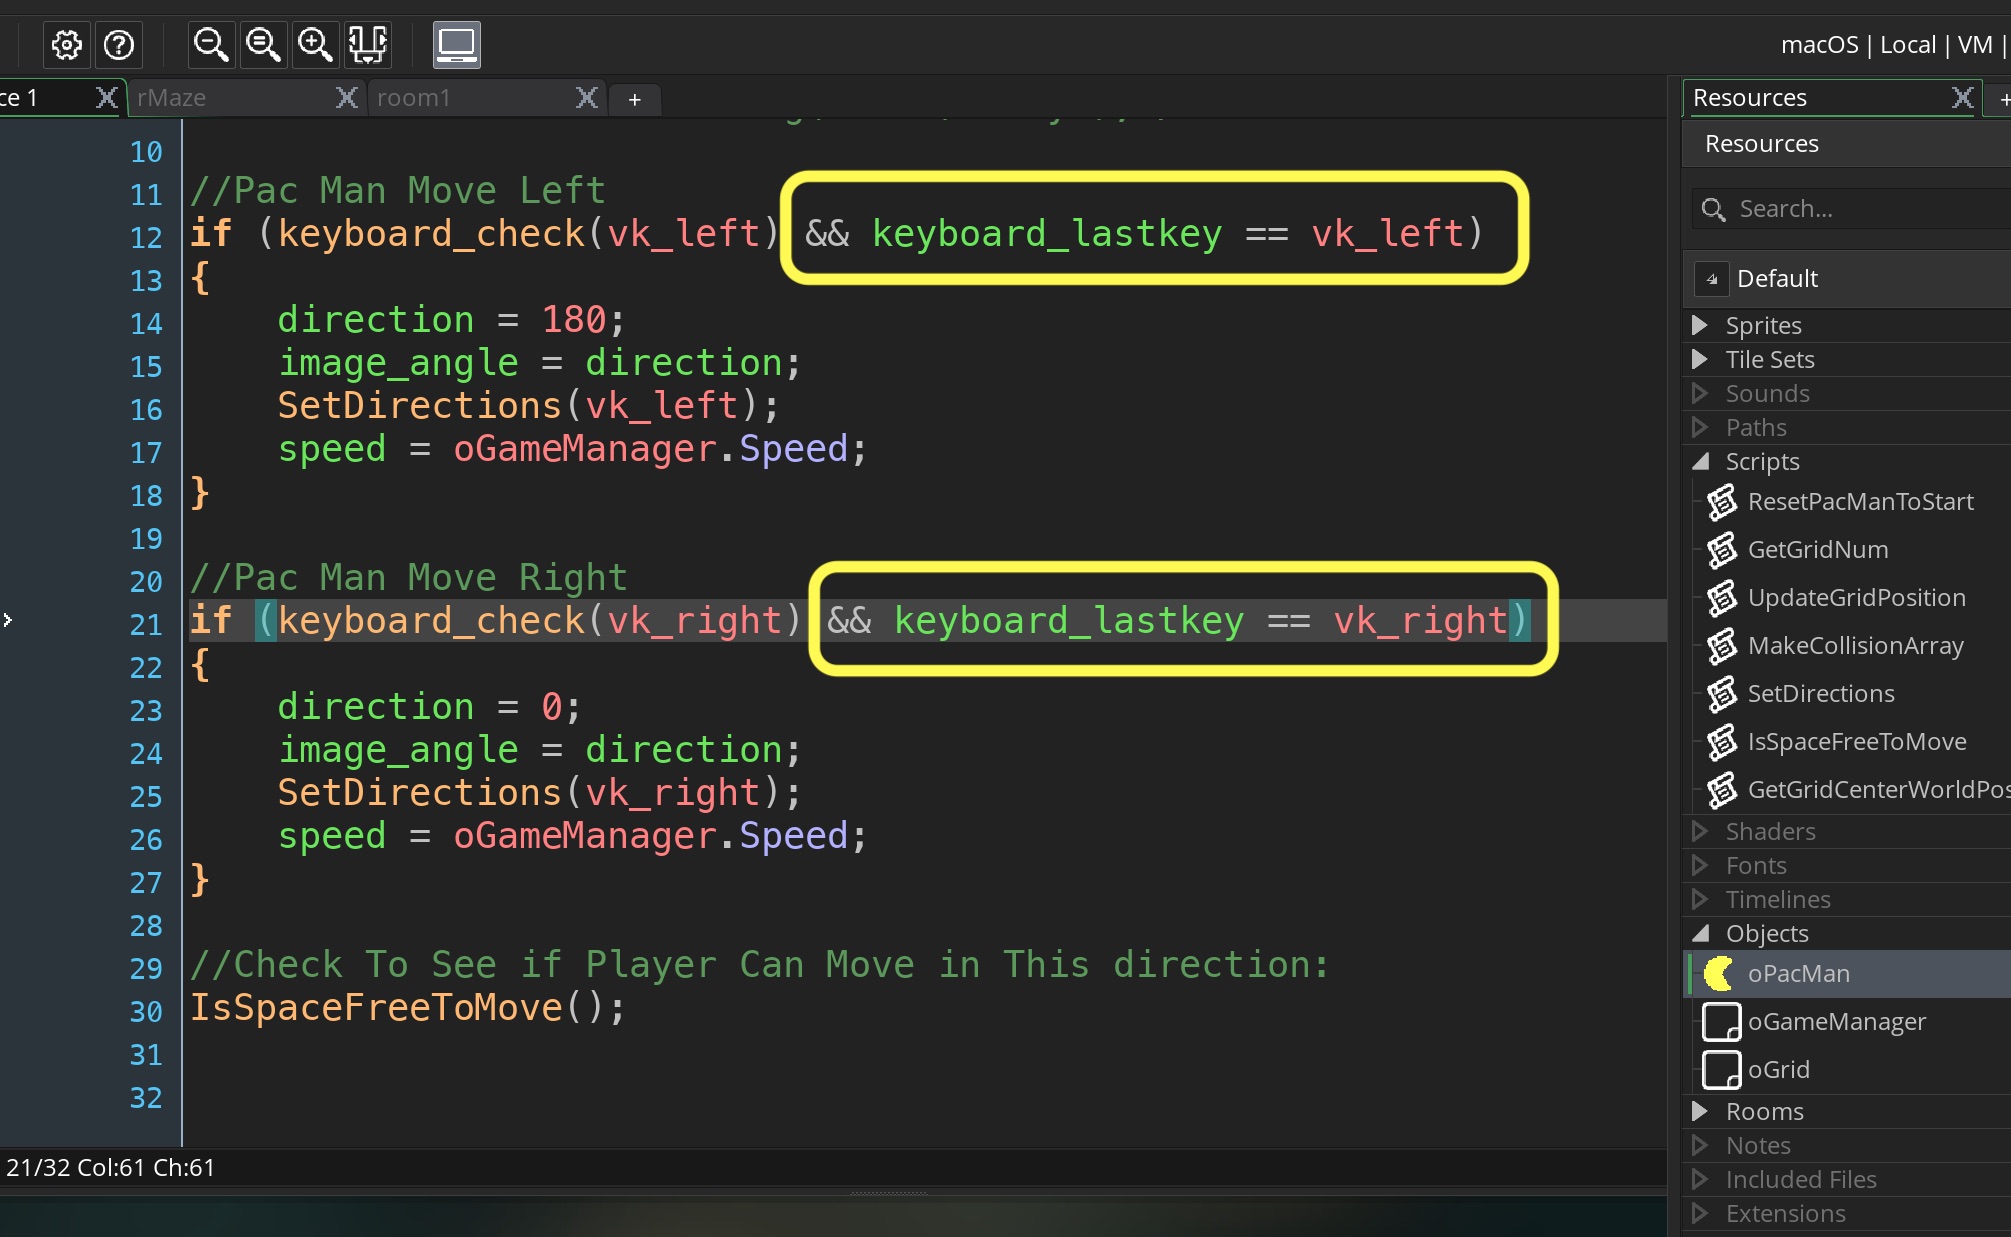 macOS | Local | VM |
ce 1
rMaze
room1
+
Resources
+
Resources
Search...
Default
Sprites
Tile Sets
Sounds
Paths
Scripts
ResetPacManToStart
GetGridNum
UpdateGridPosition
MakeCollisionArray
SetDirections
IsSpaceFreeToMove
GetGridCenterWorldPos
Shaders
Fonts
Timelines
Objects
oPacMan
oGameManager
oGrid
Rooms
Notes
Included Files
Extensions
10
11 //Pac Man Move Left
12 if (keyboard_check(vk_left) && keyboard_lastkey == vk_left)
13 {
14 direction = 180;
15 image_angle = direction;
16 SetDirections(vk_left);
17 speed = oGameManager.Speed;
18 }
19
20 //Pac Man Move Right
21 if (keyboard_check(vk_right) && keyboard_lastkey == vk_right)
22 {
23 direction = 0;
24 image_angle = direction;
25 SetDirections(vk_right);
26 speed = oGameManager.Speed;
27 }
28
29 //Check To See if Player Can Move in This direction:
30 IsSpaceFreeToMove();
31
32
21/32 Col:61 Ch:61